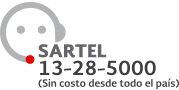 SARTEL
13-28-5000
(Sin costo desde todo el país)